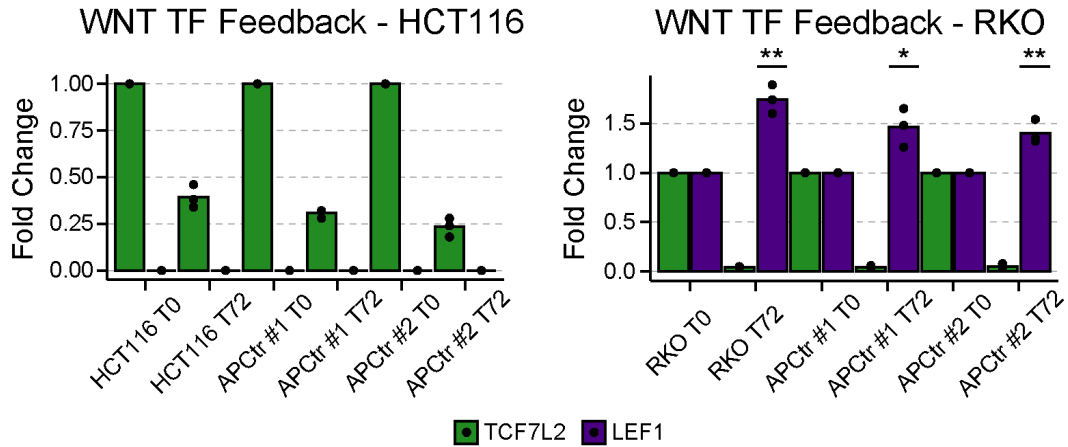 WNT TF Feedback - HCT116
Fold Change
1.00
0.75
0.50
0.25
0.00
HCT116 T0
HCT116 T72
APCtr #1 T0
APCtr #1 T72
APCtr #2 T0
APCtr #2 T72
WNT TF Feedback - RKO
**
*
**
Fold Change
1.5
1.0
0.5
0.0
RKO T0
RKO T72
APCtr #1 T0
APCtr #1 T72
APCtr #2 T0
APCtr #2 T72
TCF7L2 LEF1